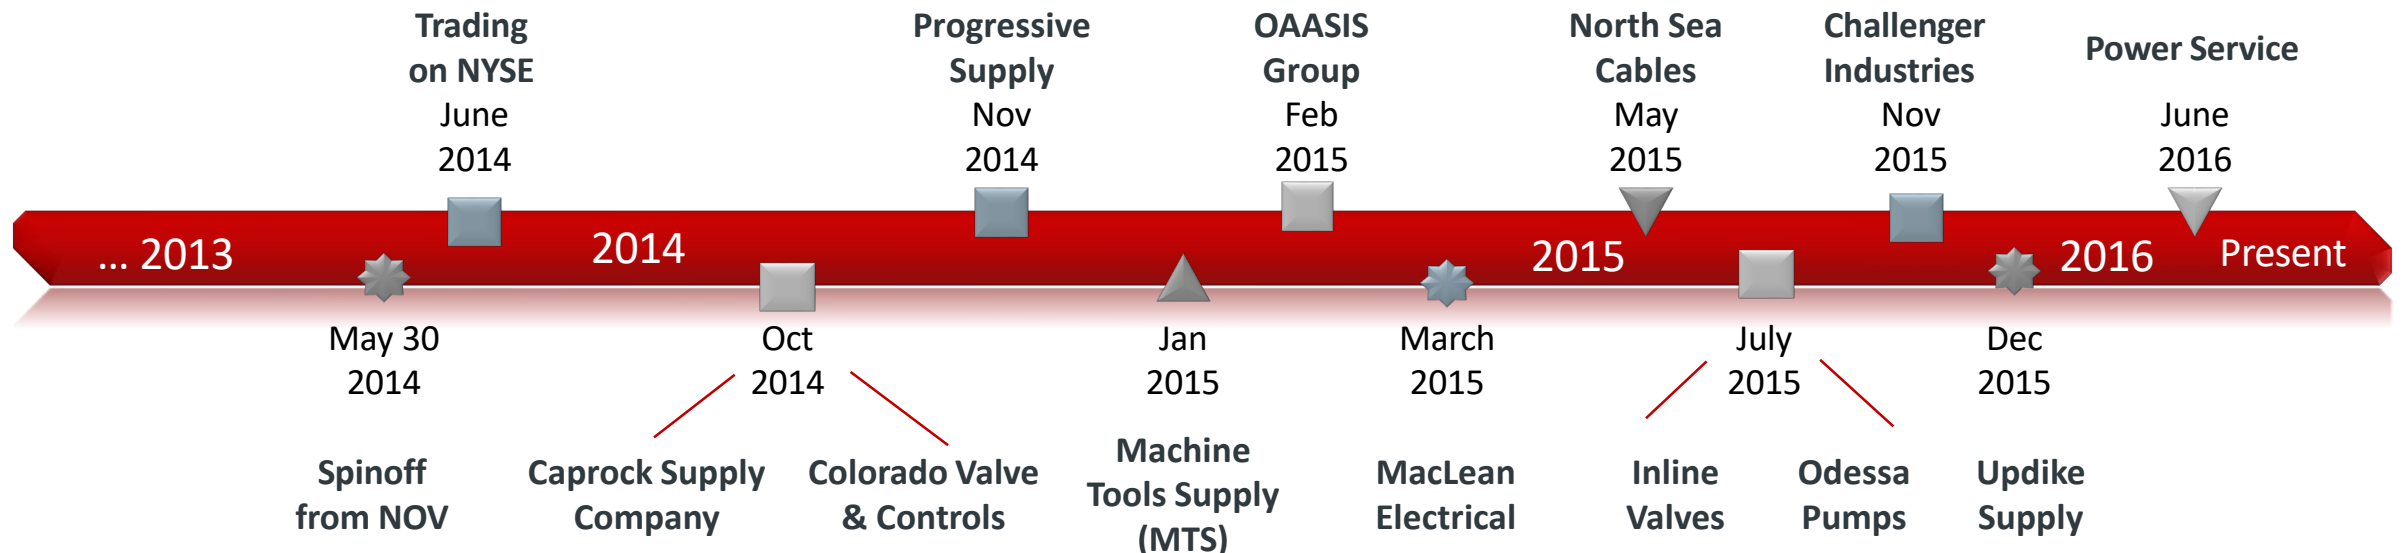 Trading
on NYSE
June
2014
Progressive
Supply
Nov
2014
OAASIS
Group
Feb
2015
North Sea
Cables
May
2015
Challenger
Industries
Nov
2015
Power Service
June
2016
... 2013
2014
2015
2016
Present
May 30
2014
Spinoff
from NOV
Oct
2014
Caprock Supply
Company
Colorado Valve
& Controls
Jan
2015
Machine
Tools Supply
(MTS)
March
2015
MacLean
Electrical
July
2015
Inline
Valves
Odessa
Pumps
Dec
2015
Updike
Supply